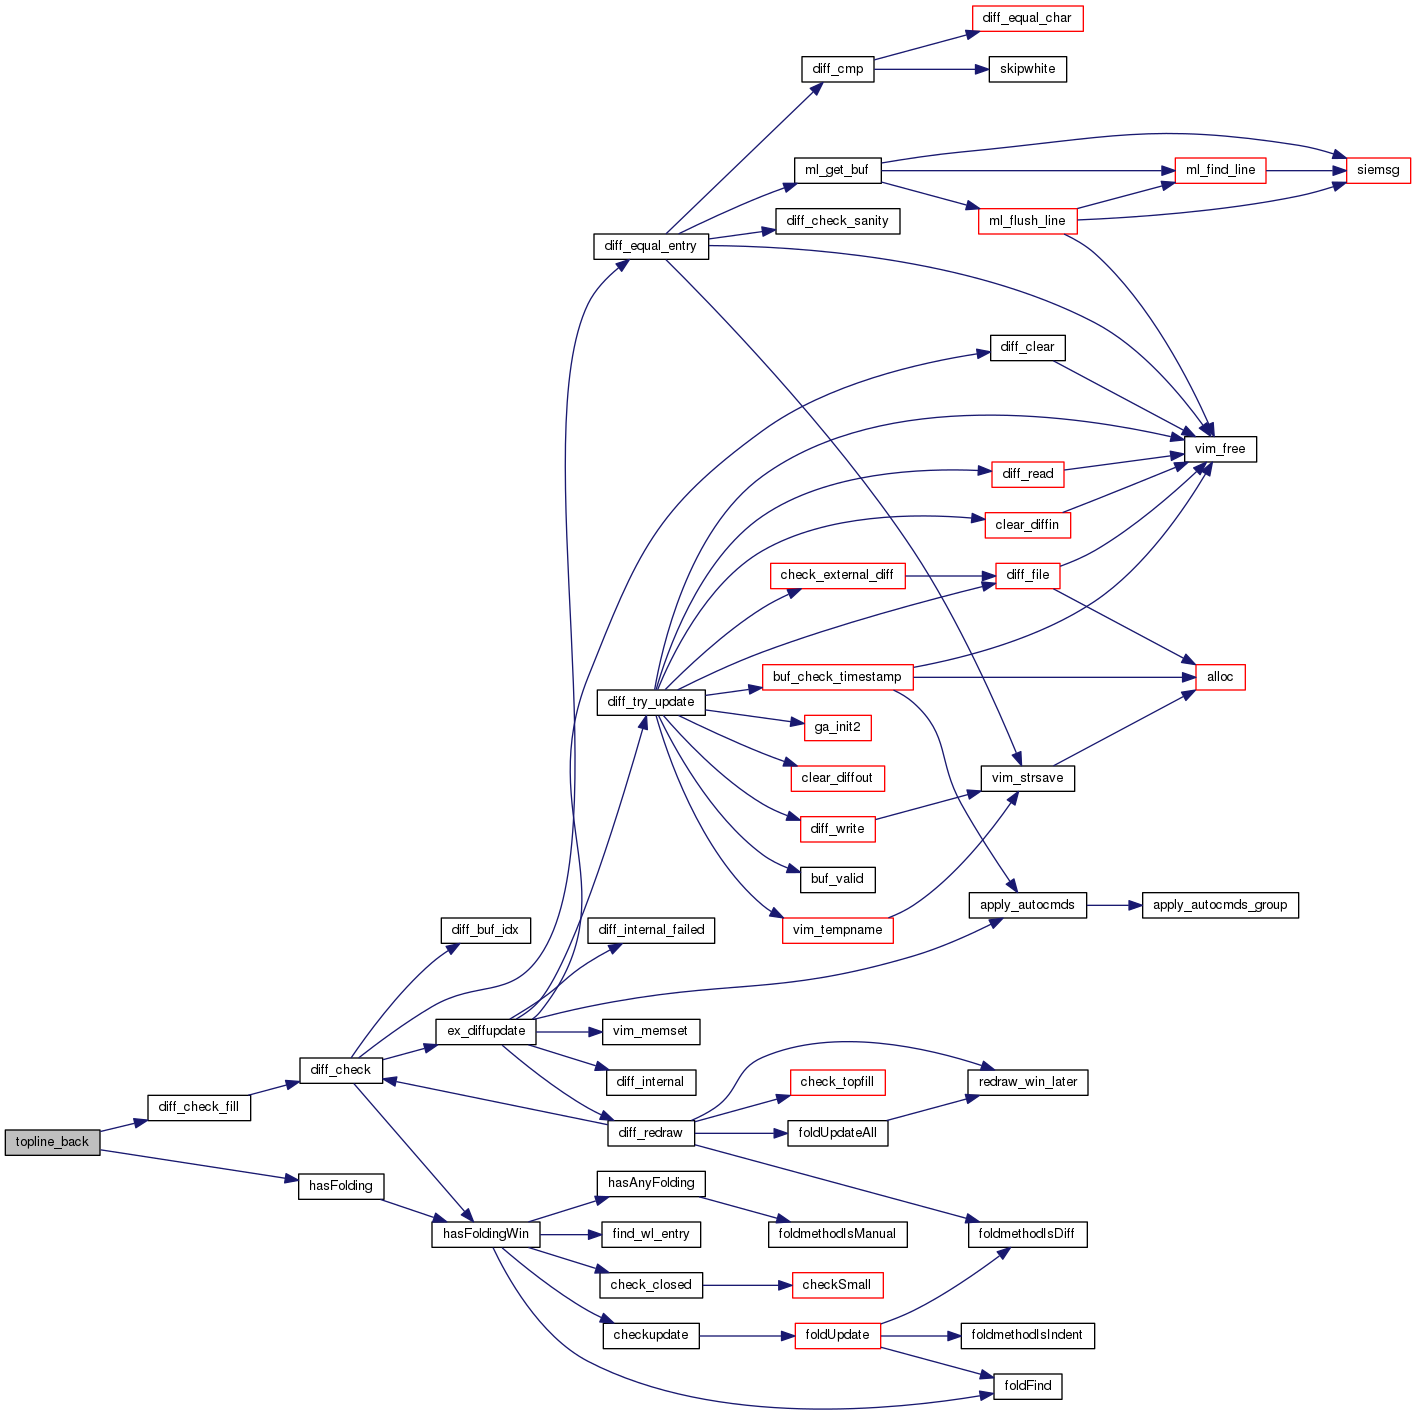 diff_equal_char
diff_cmp
skipwhite
ml_get_buf
ml_find_line
siemsg
diff_check_sanity
ml_flush_line
diff_equal_entry
diff_clear
vim_free
diff_read
clear_diffin
check_external_diff
diff_file
buf_check_timestamp
alloc
diff_try_update
ga_init2
clear_diffout
vim_strsave
diff_write
buf_valid
apply_autocmds
apply_autocmds_group
diff_buf_idx
diff_internal_failed
vim_tempname
ex_diffupdate
vim_memset
diff_check
diff_internal
check_topfill
redraw_win_later
diff_check_fill
diff_redraw
foldUpdateAll
topline_back
hasFolding
hasAnyFolding
hasFoldingWin
find_wl_entry
foldmethodIsManual
foldmethodIsDiff
check_closed
checkSmall
checkupdate
foldUpdate
foldmethodIsIndent
foldFind